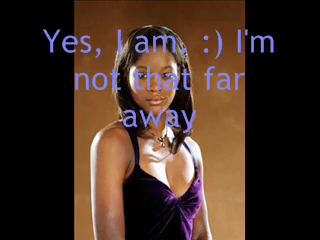 Yes, I am, :) I'm
not that far
away